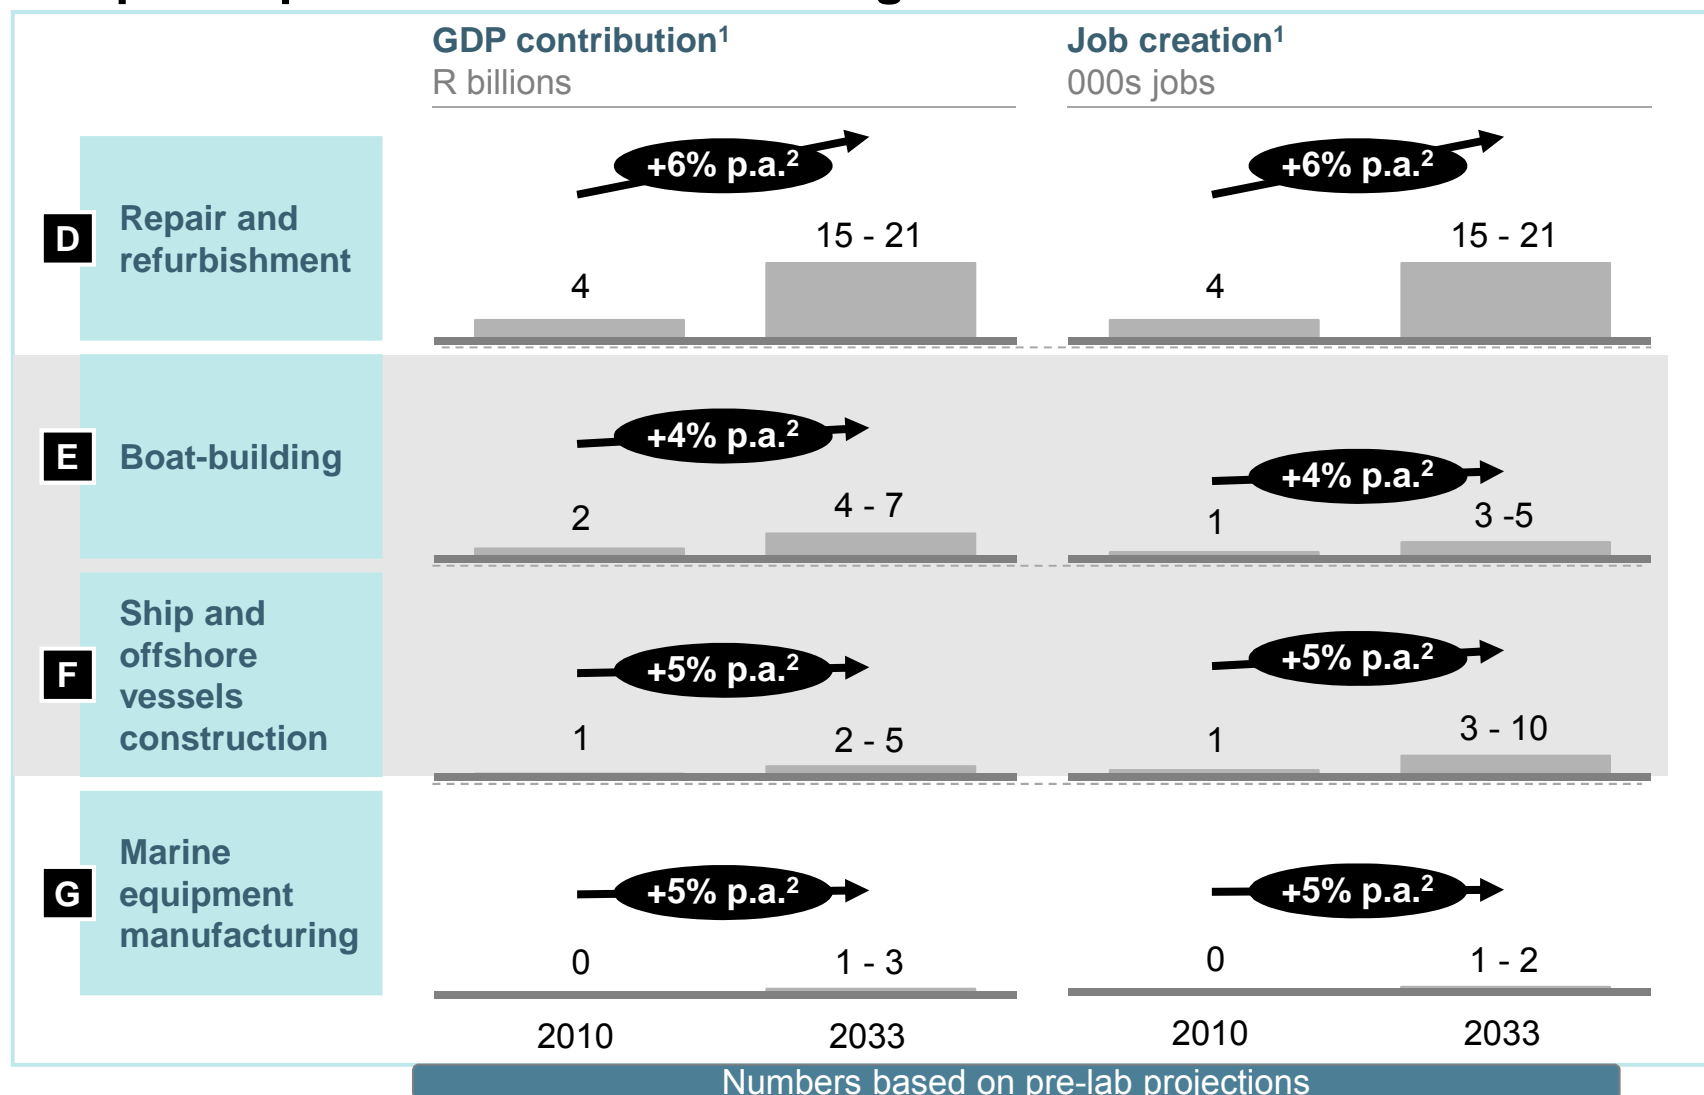 GDP contribution¹
R billions
Job creation¹
000s jobs
D
Repair and
refurbishment
+6% p.a.²
4
15 - 21
+6% p.a.²
4
15 - 21
E
Boat-building
+4% p.a.²
2
4 - 7
+4% p.a.²
1
3 -5
F
Ship and
offshore
vessels
construction
+5% p.a.²
1
2 - 5
+5% p.a.²
1
3 - 10
G
Marine
equipment
manufacturing
+5% p.a.²
0
1 - 3
+5% p.a.²
0
1 - 2
2010
2033
2010
2033
Numbers based on pre-lab projections